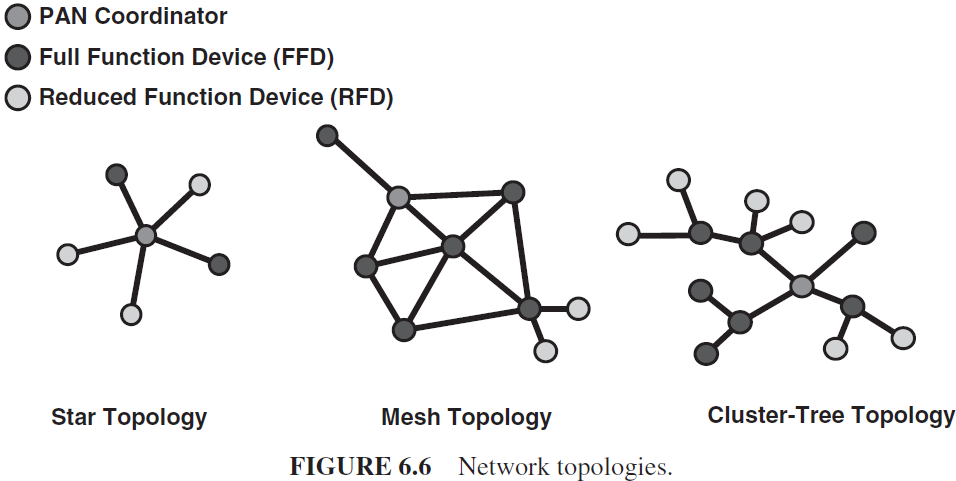 PAN Coordinator
Full Function Device (FFD)
Reduced Function Device (RFD)
Star Topology
Mesh Topology
Cluster-Tree Topology
FIGURE 6.6 Network topologies.